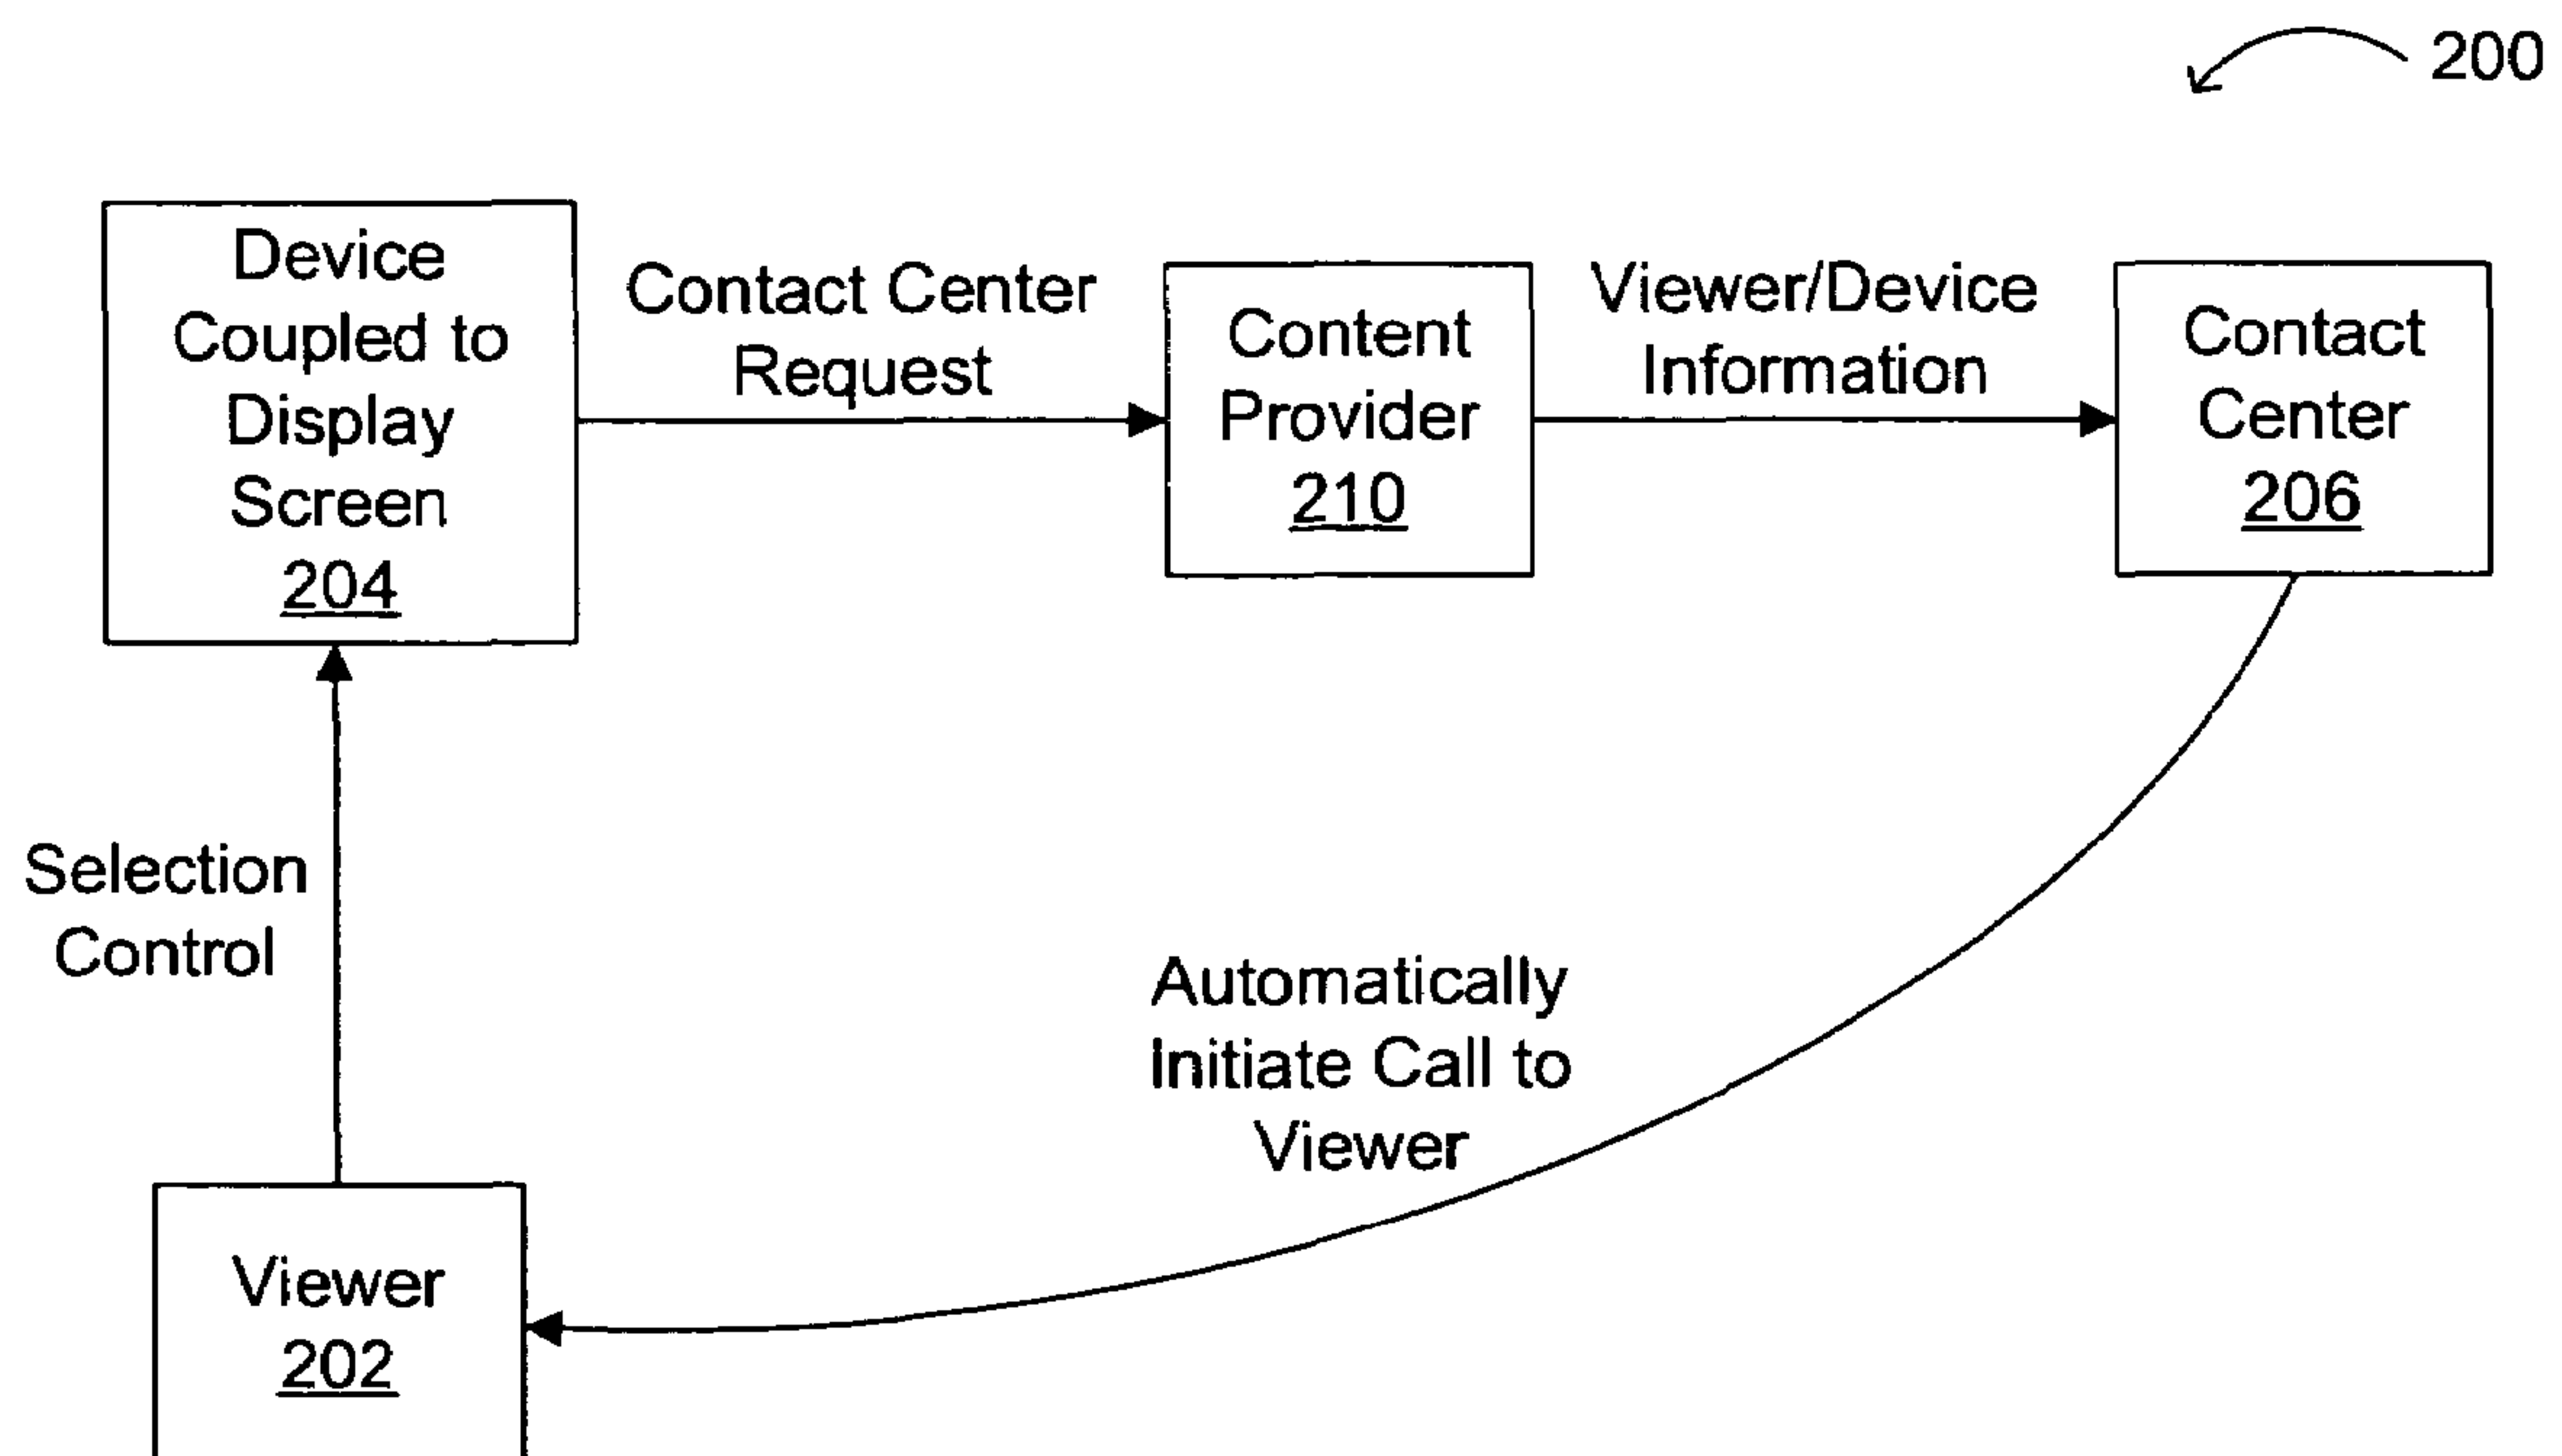 200
Device
Coupled to
Display
Screen
204
Contact Center
Request
Content
Provider
210
Viewer/Device
Information
Contact
Center
206
Selection
Control
Automatically
Initiate Call to
Viewer
Viewer
202